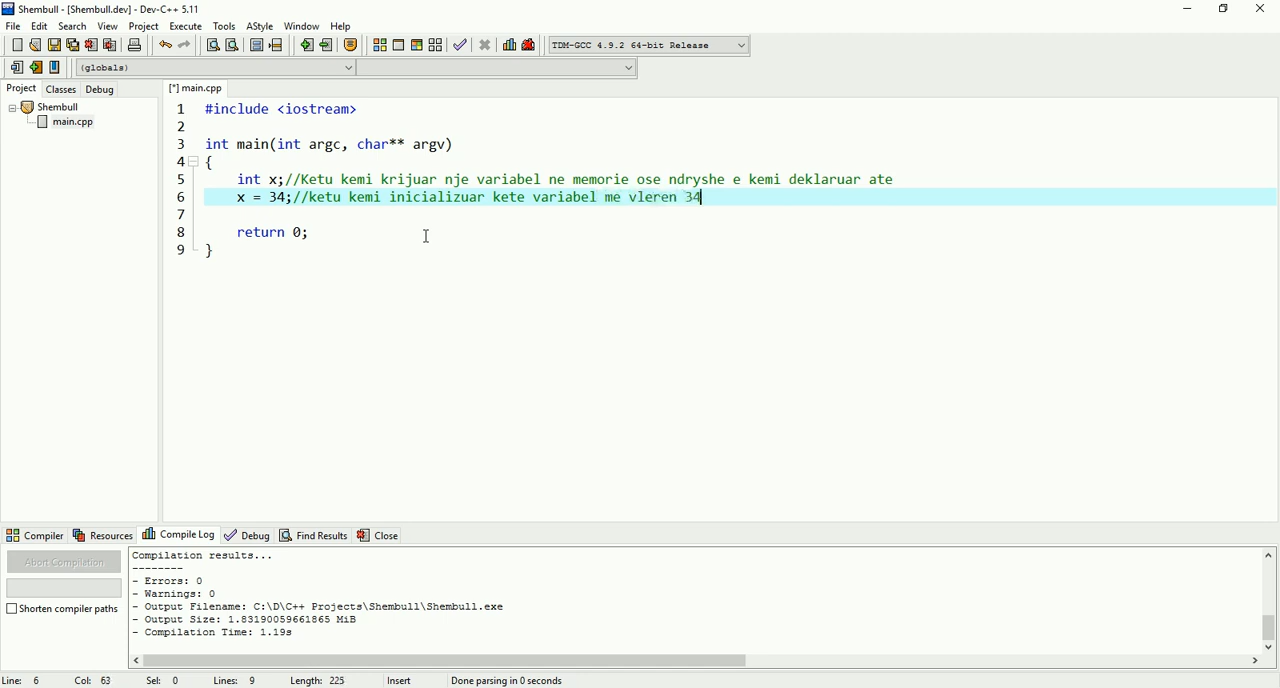 Shembull - [Shembull.dev] - Dev-C++ 5.11
File Edit Search View Project Execute Tools AStyle Window Help
TDM-GCC 4.9.2 64-bit Release
(globals)
Project Classes Debug
[*] main.cpp
Shembull
main.cpp
1 #include <iostream>
2
3 int main(int argc, char** argv)
4 {
5 int x;//Ketu kemi krijuar nje variabel ne memorie ose ndryshe e kemi deklaruar ate
6 x = 34;//ketu kemi inicializuar kete variabel me vleren 34
7
8 return 0;
9 }
Compiler Resources Compile Log Debug Find Results Close
Abort Compilation
Shorten compiler paths
Compilation results...
--------
- Errors: 0
- Warnings: 0
- Output Filename: C:\D\C++ Projects\Shembull\Shembull.exe
- Output Size: 1.83190059661865 MiB
- Compilation Time: 1.19s
Line: 6 Col: 63 Sel: 0 Lines: 9 Length: 225 Insert Done parsing in 0 seconds